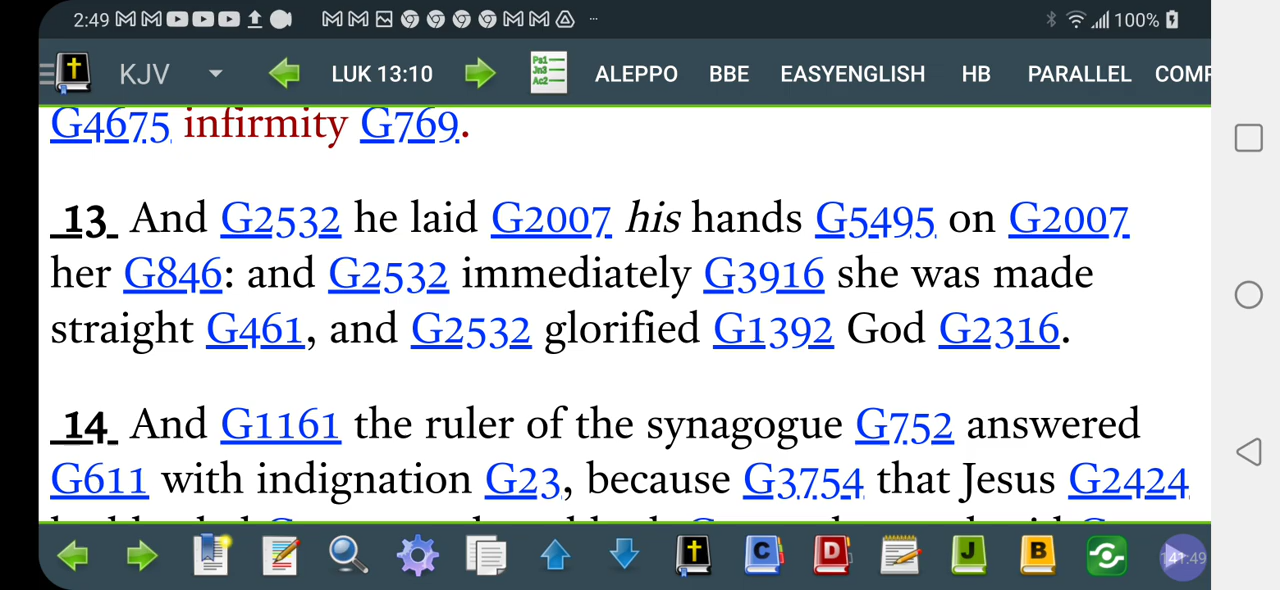 2:49 100%
KJV LUK 13:10 ALEPPO BBE EASYENGLISH HB PARALLEL COMP
G4675 infirmity G769.
13 And G2532 he laid G2007 his hands G5495 on G2007
her G846: and G2532 immediately G3916 she was made
straight G461, and G2532 glorified G1392 God G2316.
14 And G1161 the ruler of the synagogue G752 answered
G611 with indignation G23, because G3754 that Jesus G2424